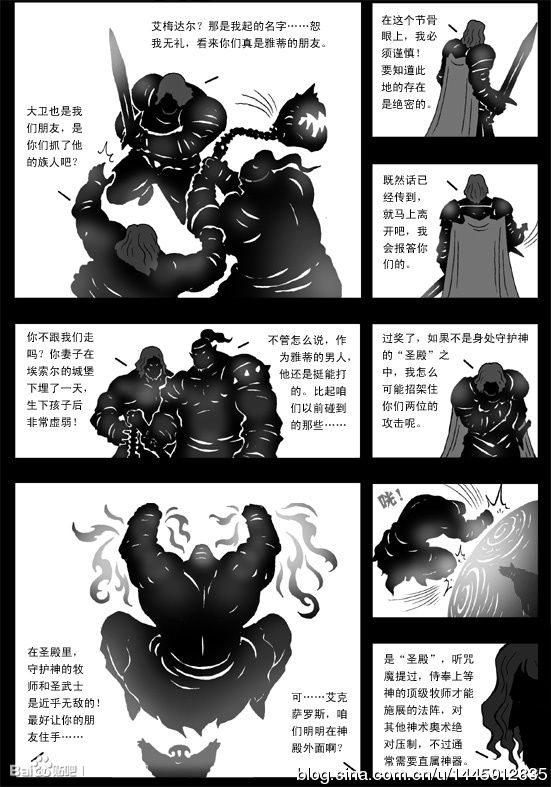 艾梅达尔？那是我起的名字……恕
我无礼，看来你们真是雅蒂的朋友。
大卫也是我
们朋友，是
你们抓了他
的族人吧？
在这个节骨
眼上，我必
须谨慎！
要知道此
地的存在
是绝密的。
既然话已
经传到，
就马上离
开吧，我
会报答你
们的。
你不跟我们走
吗？你妻子在
埃索尔的城堡
下埋了一天，
生下孩子后
非常虚弱！
不管怎么说，作
为雅蒂的男人，
他还是挺能打
的。比起咱
们以前碰到
的那些……
过奖了，如果不是身处守护神
的“圣殿”之
中，我怎么
可能招架住
你们两位的
攻击呢。
在圣殿里，
守护神的牧
师和圣武士
是近乎无敌的！
最好让你的朋
友住手……
可……艾克
萨罗斯，咱
们明明在神
殿外面啊？
咣！
是“圣殿”，听咒
魔提过，侍奉上等
神的顶级牧师才能
施展的法阵，对
其他神术奥术绝
对压制，不过通
常需要直属神器。
Bai贴吧
blog.sina.com.cn/u/1445912835